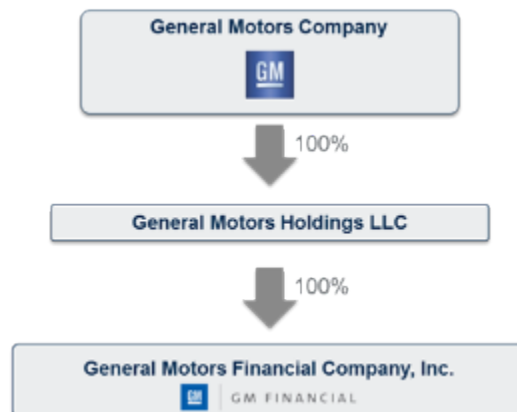 General Motors Company
GM
100%
General Motors Holdings LLC
100%
General Motors Financial Company, Inc.
GM GM FINANCIAL